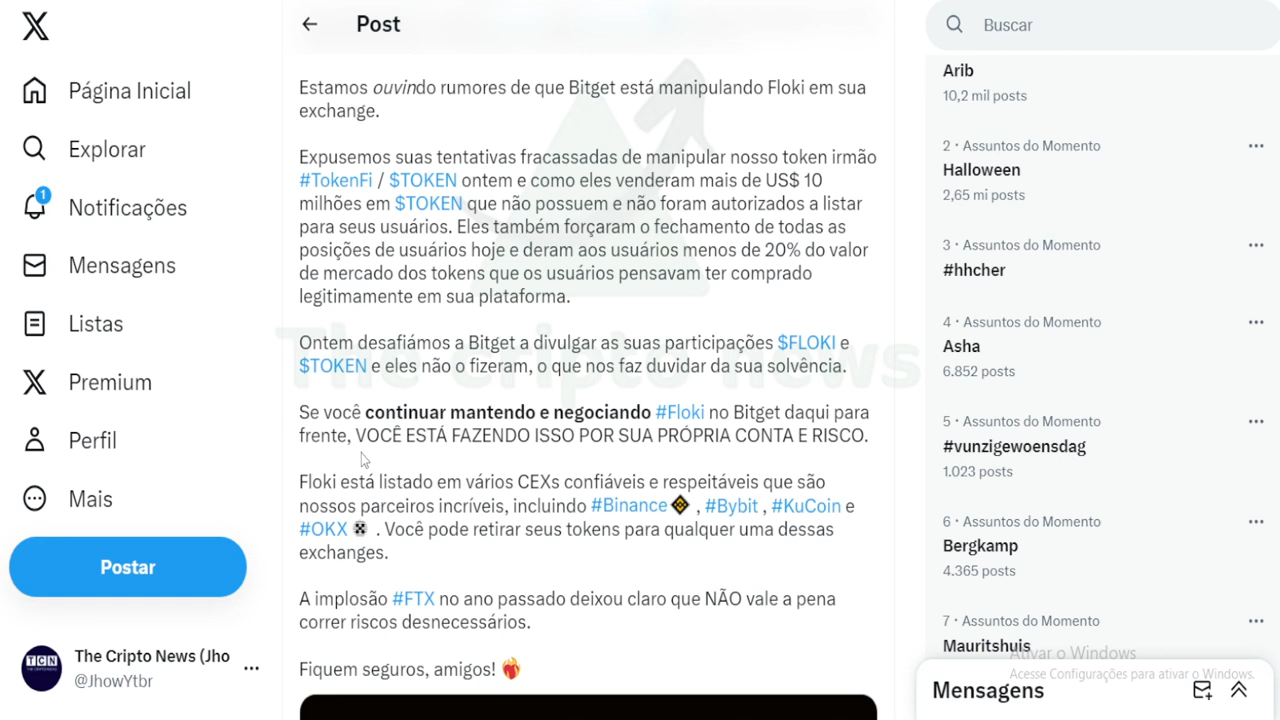 Página Inicial
Explorar
1
Notificações
Mensagens
Listas
Premium
Perfil
Mais
Postar
TCN
The Cripto News (Jho
@JhowYtbr
Post
Estamos ouvindo rumores de que Bitget está manipulando Floki em sua
exchange.
Expusemos suas tentativas fracassadas de manipular nosso token irmão
#TokenFi / $TOKEN ontem e como eles venderam mais de US$ 10
milhões em $TOKEN que não possuem e não foram autorizados a listar
para seus usuários. Eles também forçaram o fechamento de todas as
posições de usuários hoje e deram aos usuários menos de 20% do valor
de mercado dos tokens que os usuários pensavam ter comprado
legitimamente em sua plataforma.
Ontem desafiámos a Bitget a divulgar as suas participações $FLOKI e
$TOKEN e eles não o fizeram, o que nos faz duvidar da sua solvência.
Se você continuar mantendo e negociando #Floki no Bitget daqui para
frente, VOCÊ ESTÁ FAZENDO ISSO POR SUA PRÓPRIA CONTA E RISCO.
Floki está listado em vários CEXs confiáveis e respeitáveis que são
nossos parceiros incríveis, incluindo #Binance , #Bybit , #KuCoin e
#OKX . Você pode retirar seus tokens para qualquer uma dessas
exchanges.
A implosão #FTX no ano passado deixou claro que NÃO vale a pena
correr riscos desnecessários.
Fiquem seguros, amigos!
The cripto news
Buscar
Arib
10,2 mil posts
2 · Assuntos do Momento
Halloween
2,65 mi posts
3 · Assuntos do Momento
#hhcher
4 · Assuntos do Momento
Asha
6.852 posts
5 · Assuntos do Momento
#vunzigewoensdag
1.023 posts
6 · Assuntos do Momento
Bergkamp
4.365 posts
7 · Assuntos do Momento
Mauritshuis
Ativar o Windows
Acesse Configurações para ativar o Windows.
Mensagens